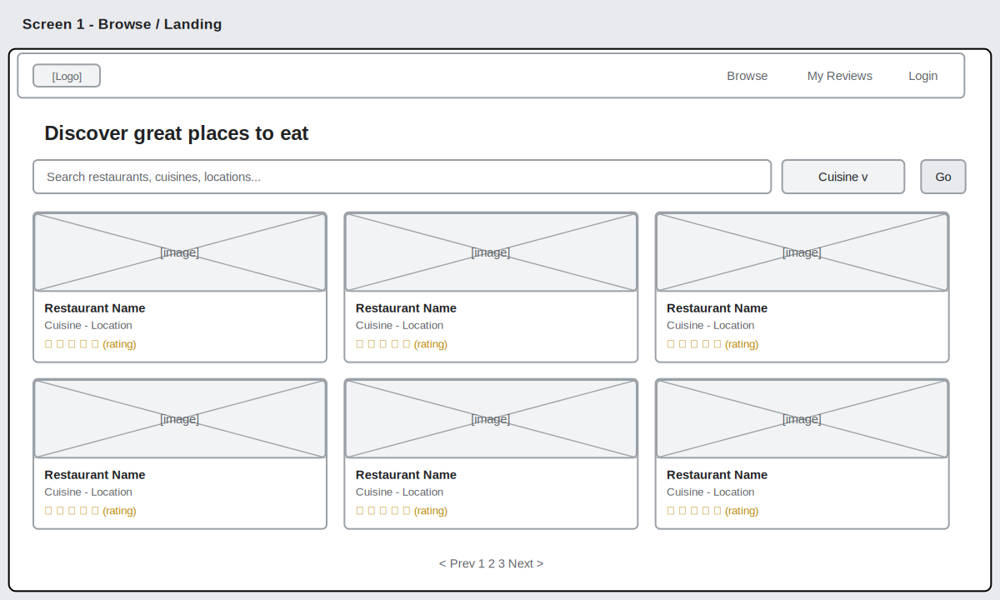 Screen 1 - Browse / Landing
[Logo] Browse My Reviews Login
Discover great places to eat
Search restaurants, cuisines, locations... Cuisine v Go
[image] [image] [image]
Restaurant Name Restaurant Name Restaurant Name
Cuisine - Location Cuisine - Location Cuisine - Location
(rating) (rating) (rating)
[image] [image] [image]
Restaurant Name Restaurant Name Restaurant Name
Cuisine - Location Cuisine - Location Cuisine - Location
(rating) (rating) (rating)
< Prev 1 2 3 Next >